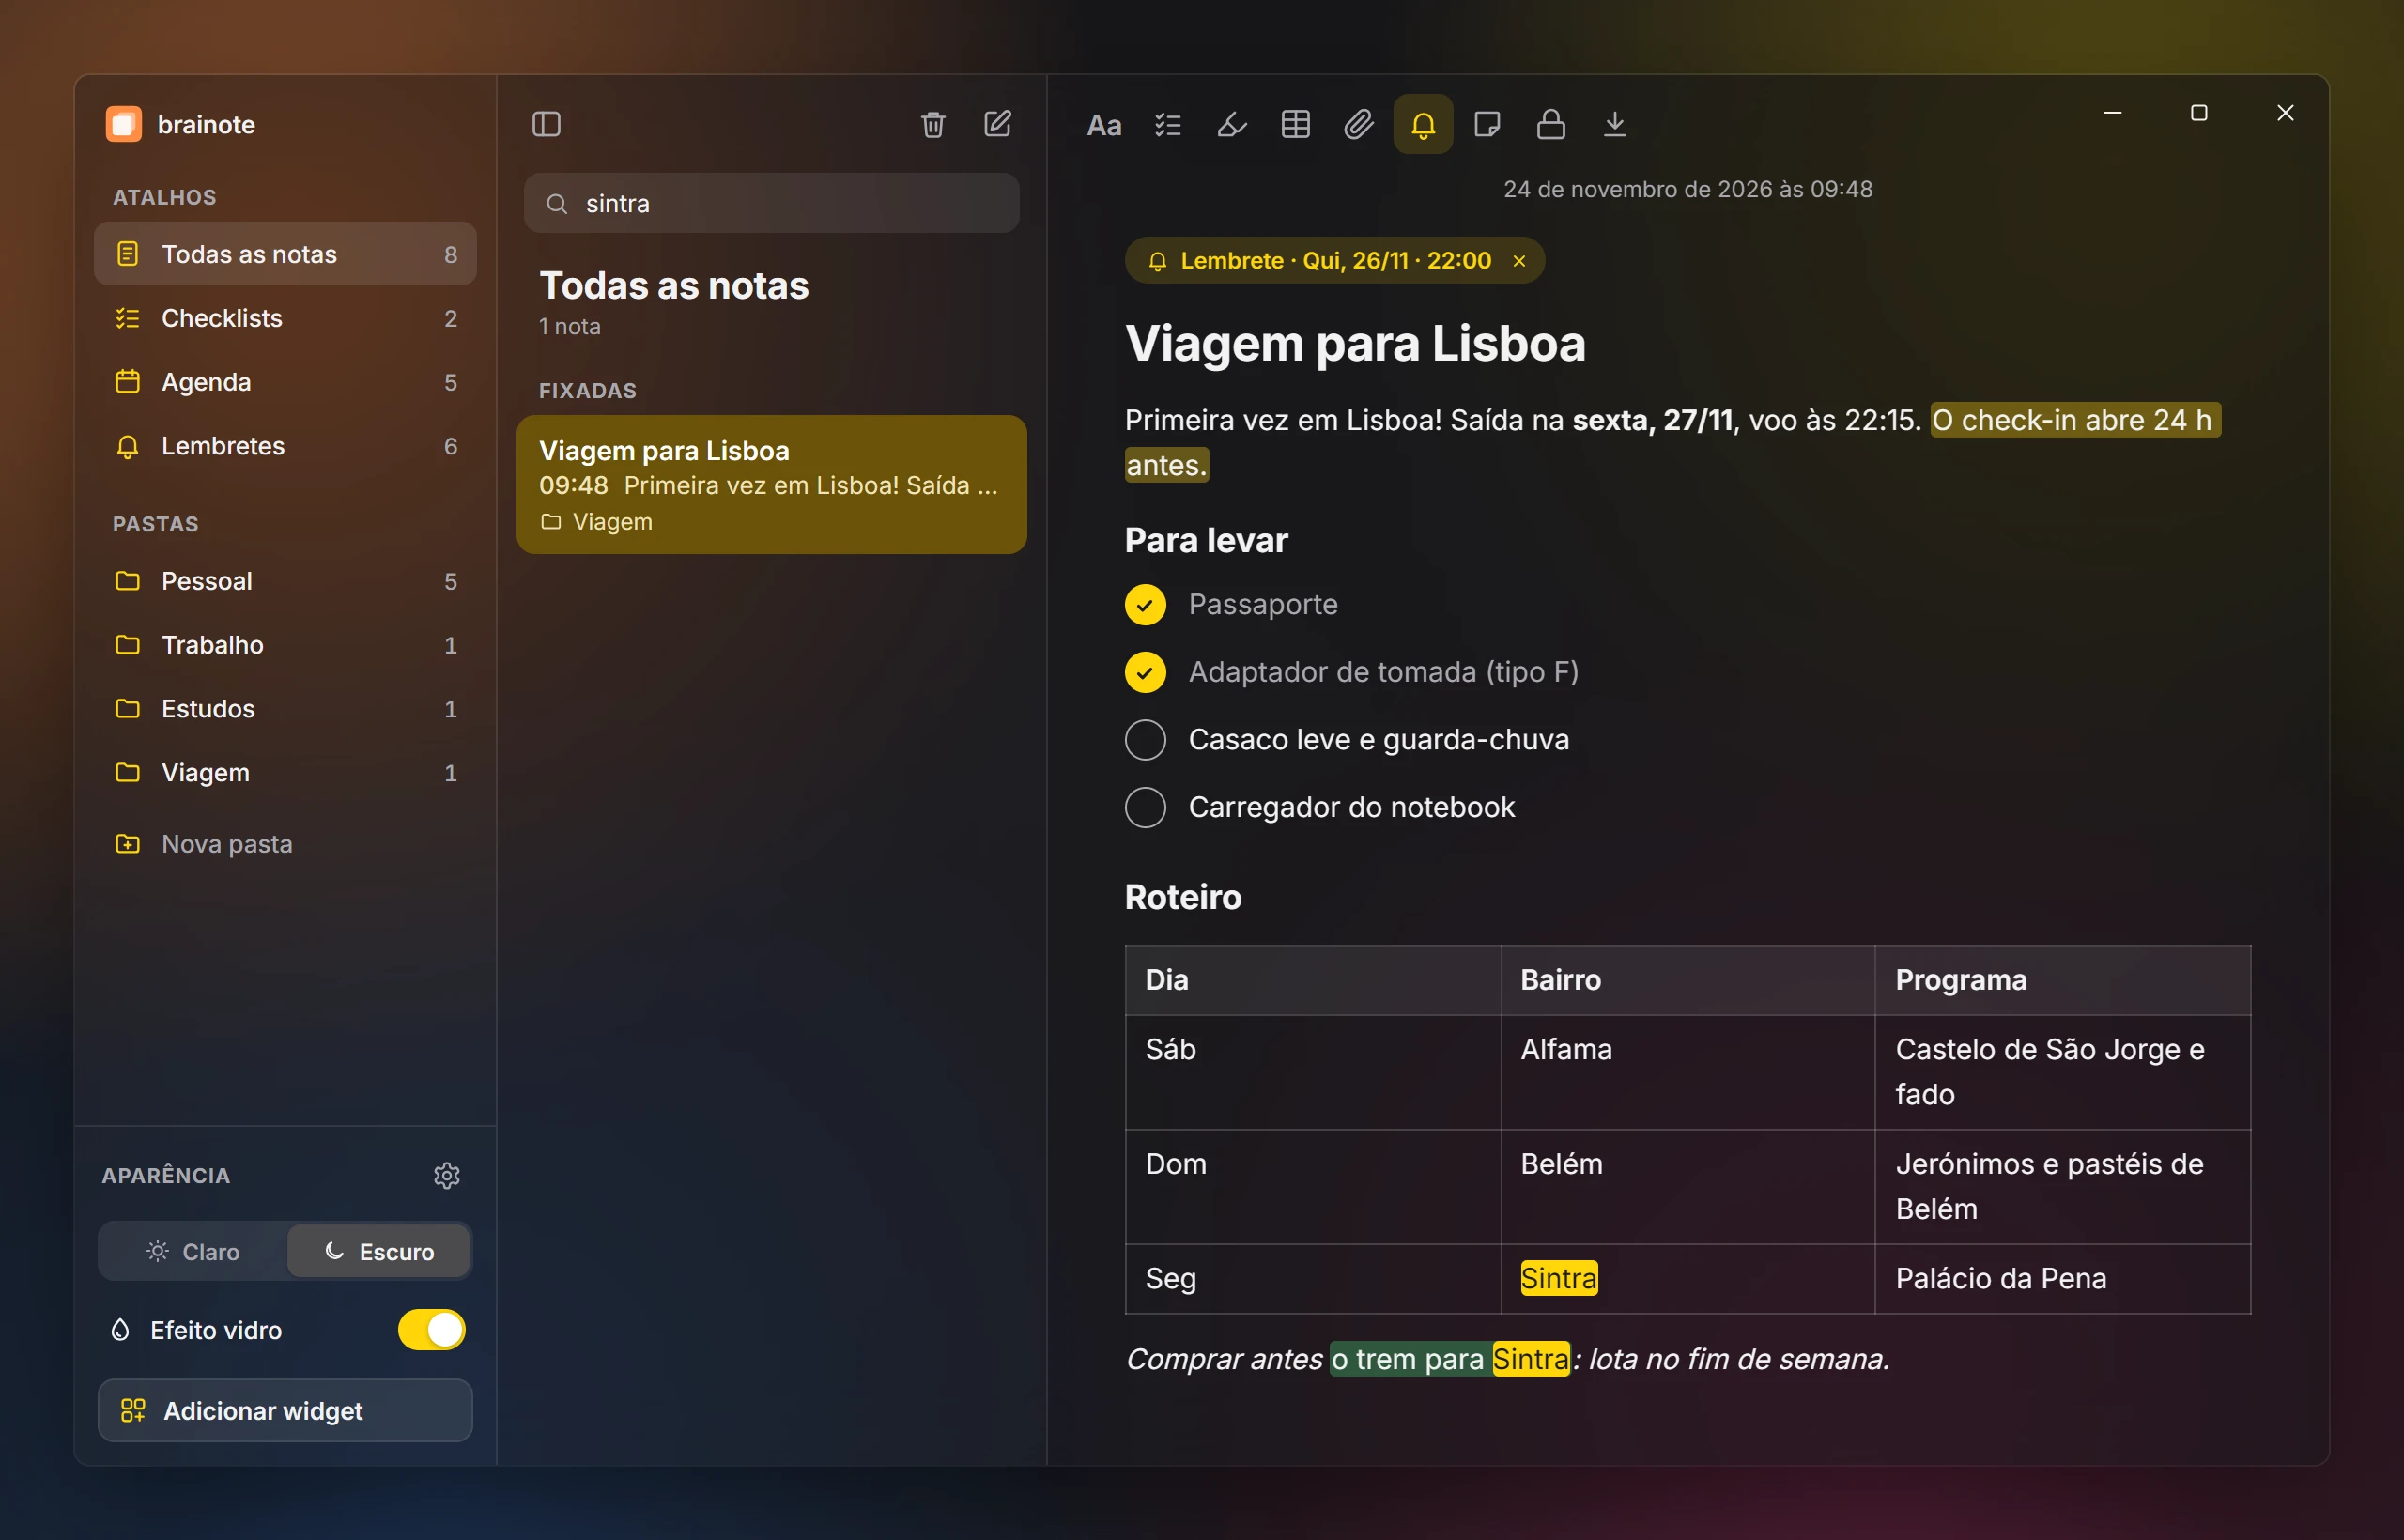 brainote
ATALHOS
Todas as notas 8
Checklists 2
Agenda 5
Lembretes 6
PASTAS
Pessoal 5
Trabalho 1
Estudos 1
Viagem 1
Nova pasta
APARÊNCIA
Claro Escuro
Efeito vidro
Adicionar widget
sintra
Todas as notas
1 nota
FIXADAS
Viagem para Lisboa
09:48 Primeira vez em Lisboa! Saída ...
Viagem
Aa
24 de novembro de 2026 às 09:48
Lembrete · Qui, 26/11 · 22:00
Viagem para Lisboa
Primeira vez em Lisboa! Saída na sexta, 27/11, voo às 22:15. O check-in abre 24 h
antes.
Para levar
Passaporte
Adaptador de tomada (tipo F)
Casaco leve e guarda-chuva
Carregador do notebook
Roteiro
Dia Bairro Programa
Sáb Alfama Castelo de São Jorge e
fado
Dom Belém Jerónimos e pastéis de
Belém
Seg Sintra Palácio da Pena
Comprar antes o trem para Sintra: lota no fim de semana.